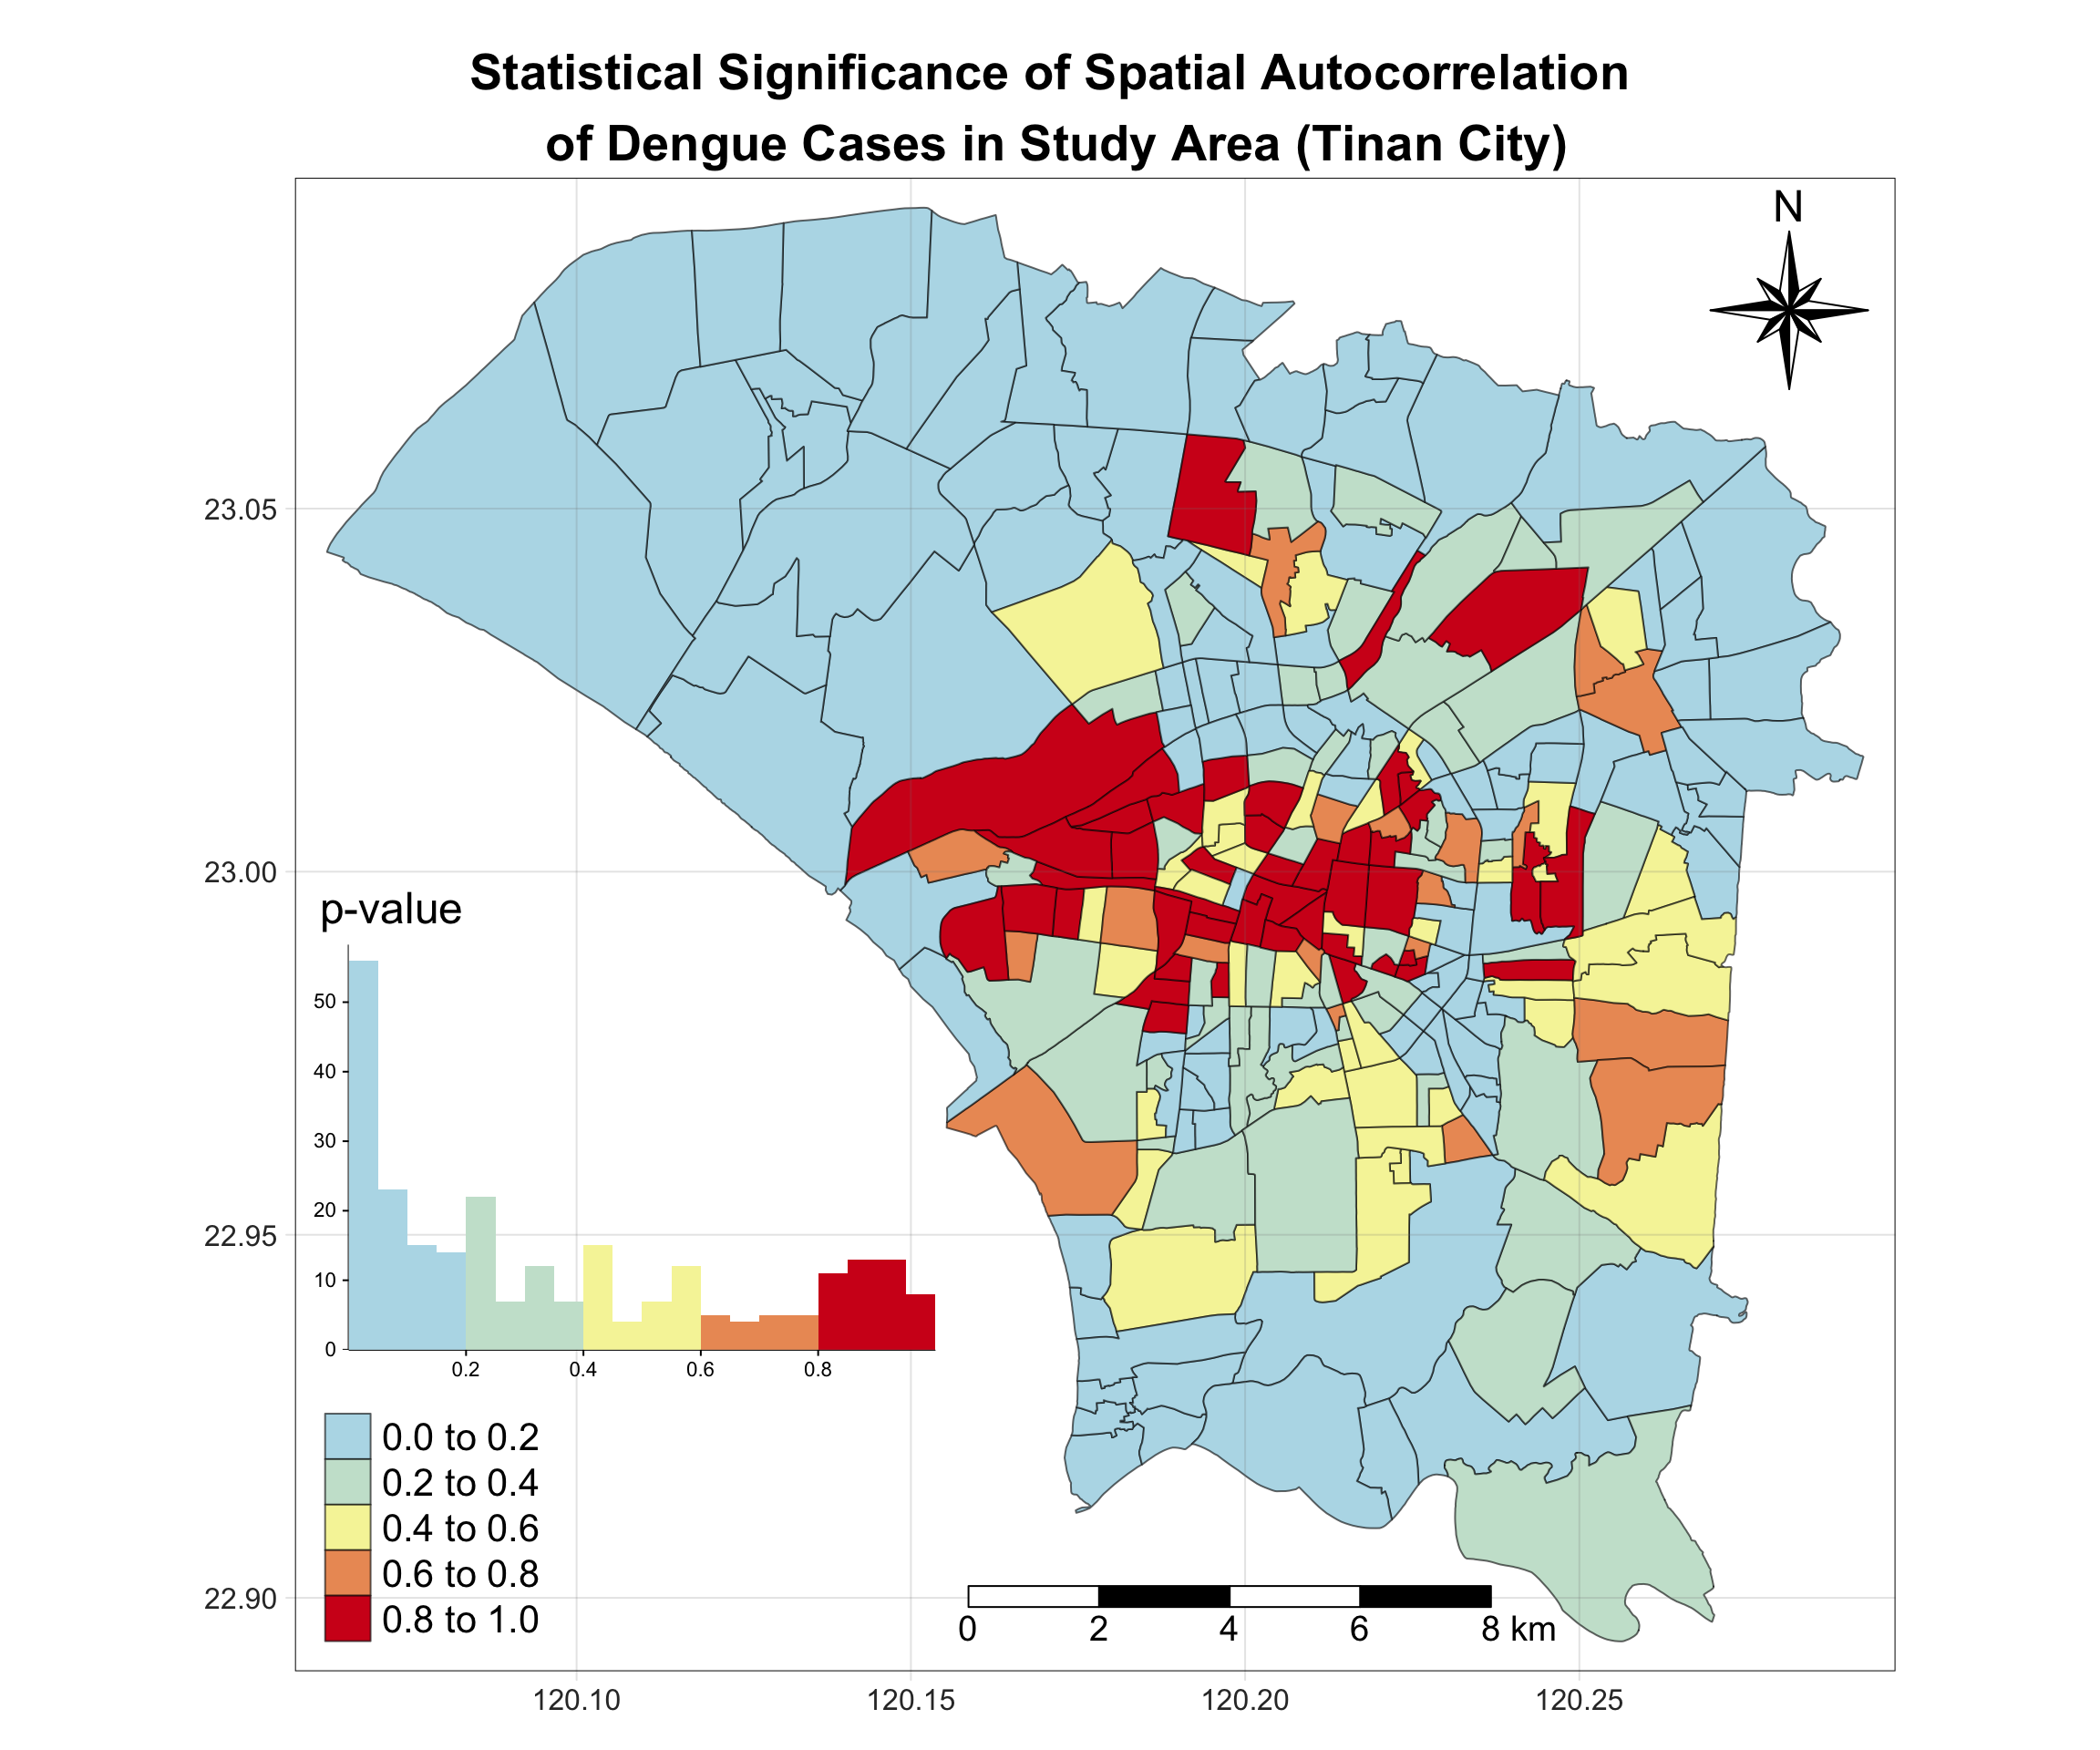 Statistical Significance of Spatial Autocorrelation
of Dengue Cases in Study Area (Tinan City)
N
23.05
23.00
22.95
22.90
p-value
50
40
30
20
10
0
0.2 0.4 0.6 0.8
0.0 to 0.2
0.2 to 0.4
0.4 to 0.6
0.6 to 0.8
0.8 to 1.0
0 2 4 6 8 km
120.10 120.15 120.20 120.25